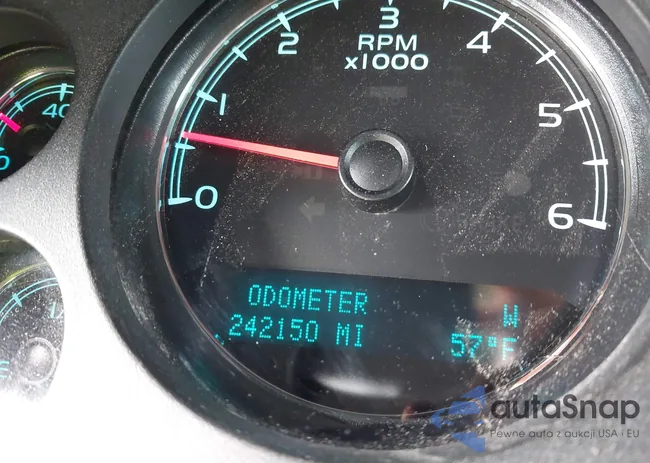 3
2
4
RPM
x1000
40
1
5
0
6
ODOMETER W
242150 MI 57°F
autaSnap
Pewne auta z aukcji USA i EU